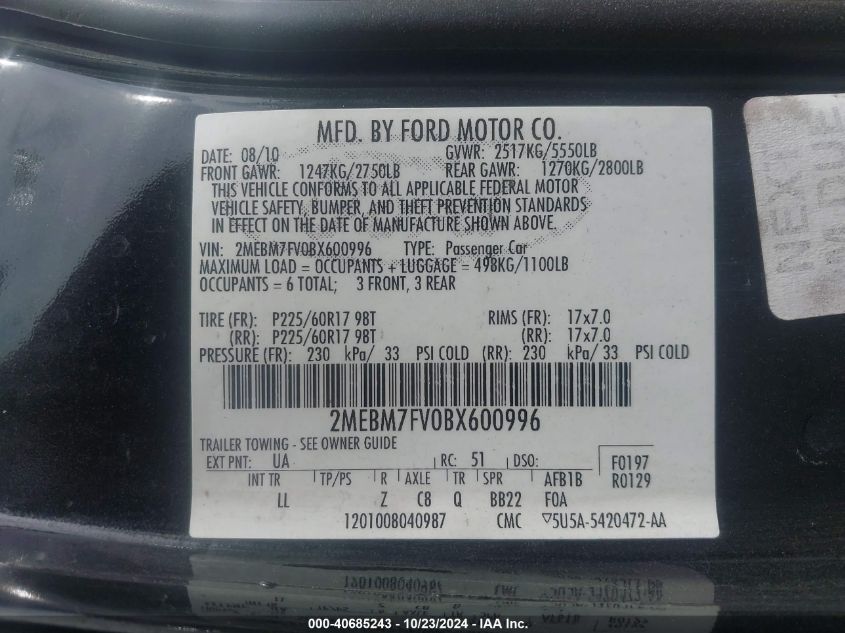 MFD. BY FORD MOTOR CO.
DATE: 08/10 GVWR: 2517KG/5550LB
FRONT GAWR: 1247KG/2750LB REAR GAWR: 1270KG/2800LB
THIS VEHICLE CONFORMS TO ALL APPLICABLE FEDERAL MOTOR
VEHICLE SAFETY, BUMPER, AND THEFT PREVENTION STANDARDS
IN EFFECT ON THE DATE OF MANUFACTURE SHOWN ABOVE.
VIN: 2MEBM7FV0BX600996 TYPE: Passenger Car
MAXIMUM LOAD = OCCUPANTS + LUGGAGE = 498KG/1100LB
OCCUPANTS = 6 TOTAL; 3 FRONT, 3 REAR
TIRE (FR): P225/60R17 98T RIMS (FR): 17x7.0
(RR): P225/60R17 98T (RR): 17x7.0
PRESSURE (FR): 230 kPa/ 33 PSI COLD (RR): 230 kPa/ 33 PSI COLD
2MEBM7FV0BX600996
TRAILER TOWING - SEE OWNER GUIDE
EXT PNT: UA RC: 51 DSO: F0197
INT TR TP/PS R AXLE TR SPR AFB1B R0129
LL Z C8 Q BB22 F0A
1201008040987 CMC ▽5U5A-5420472-AA
NEXT
M DUE
000-40685243 - 10/23/2024 - IAA Inc.